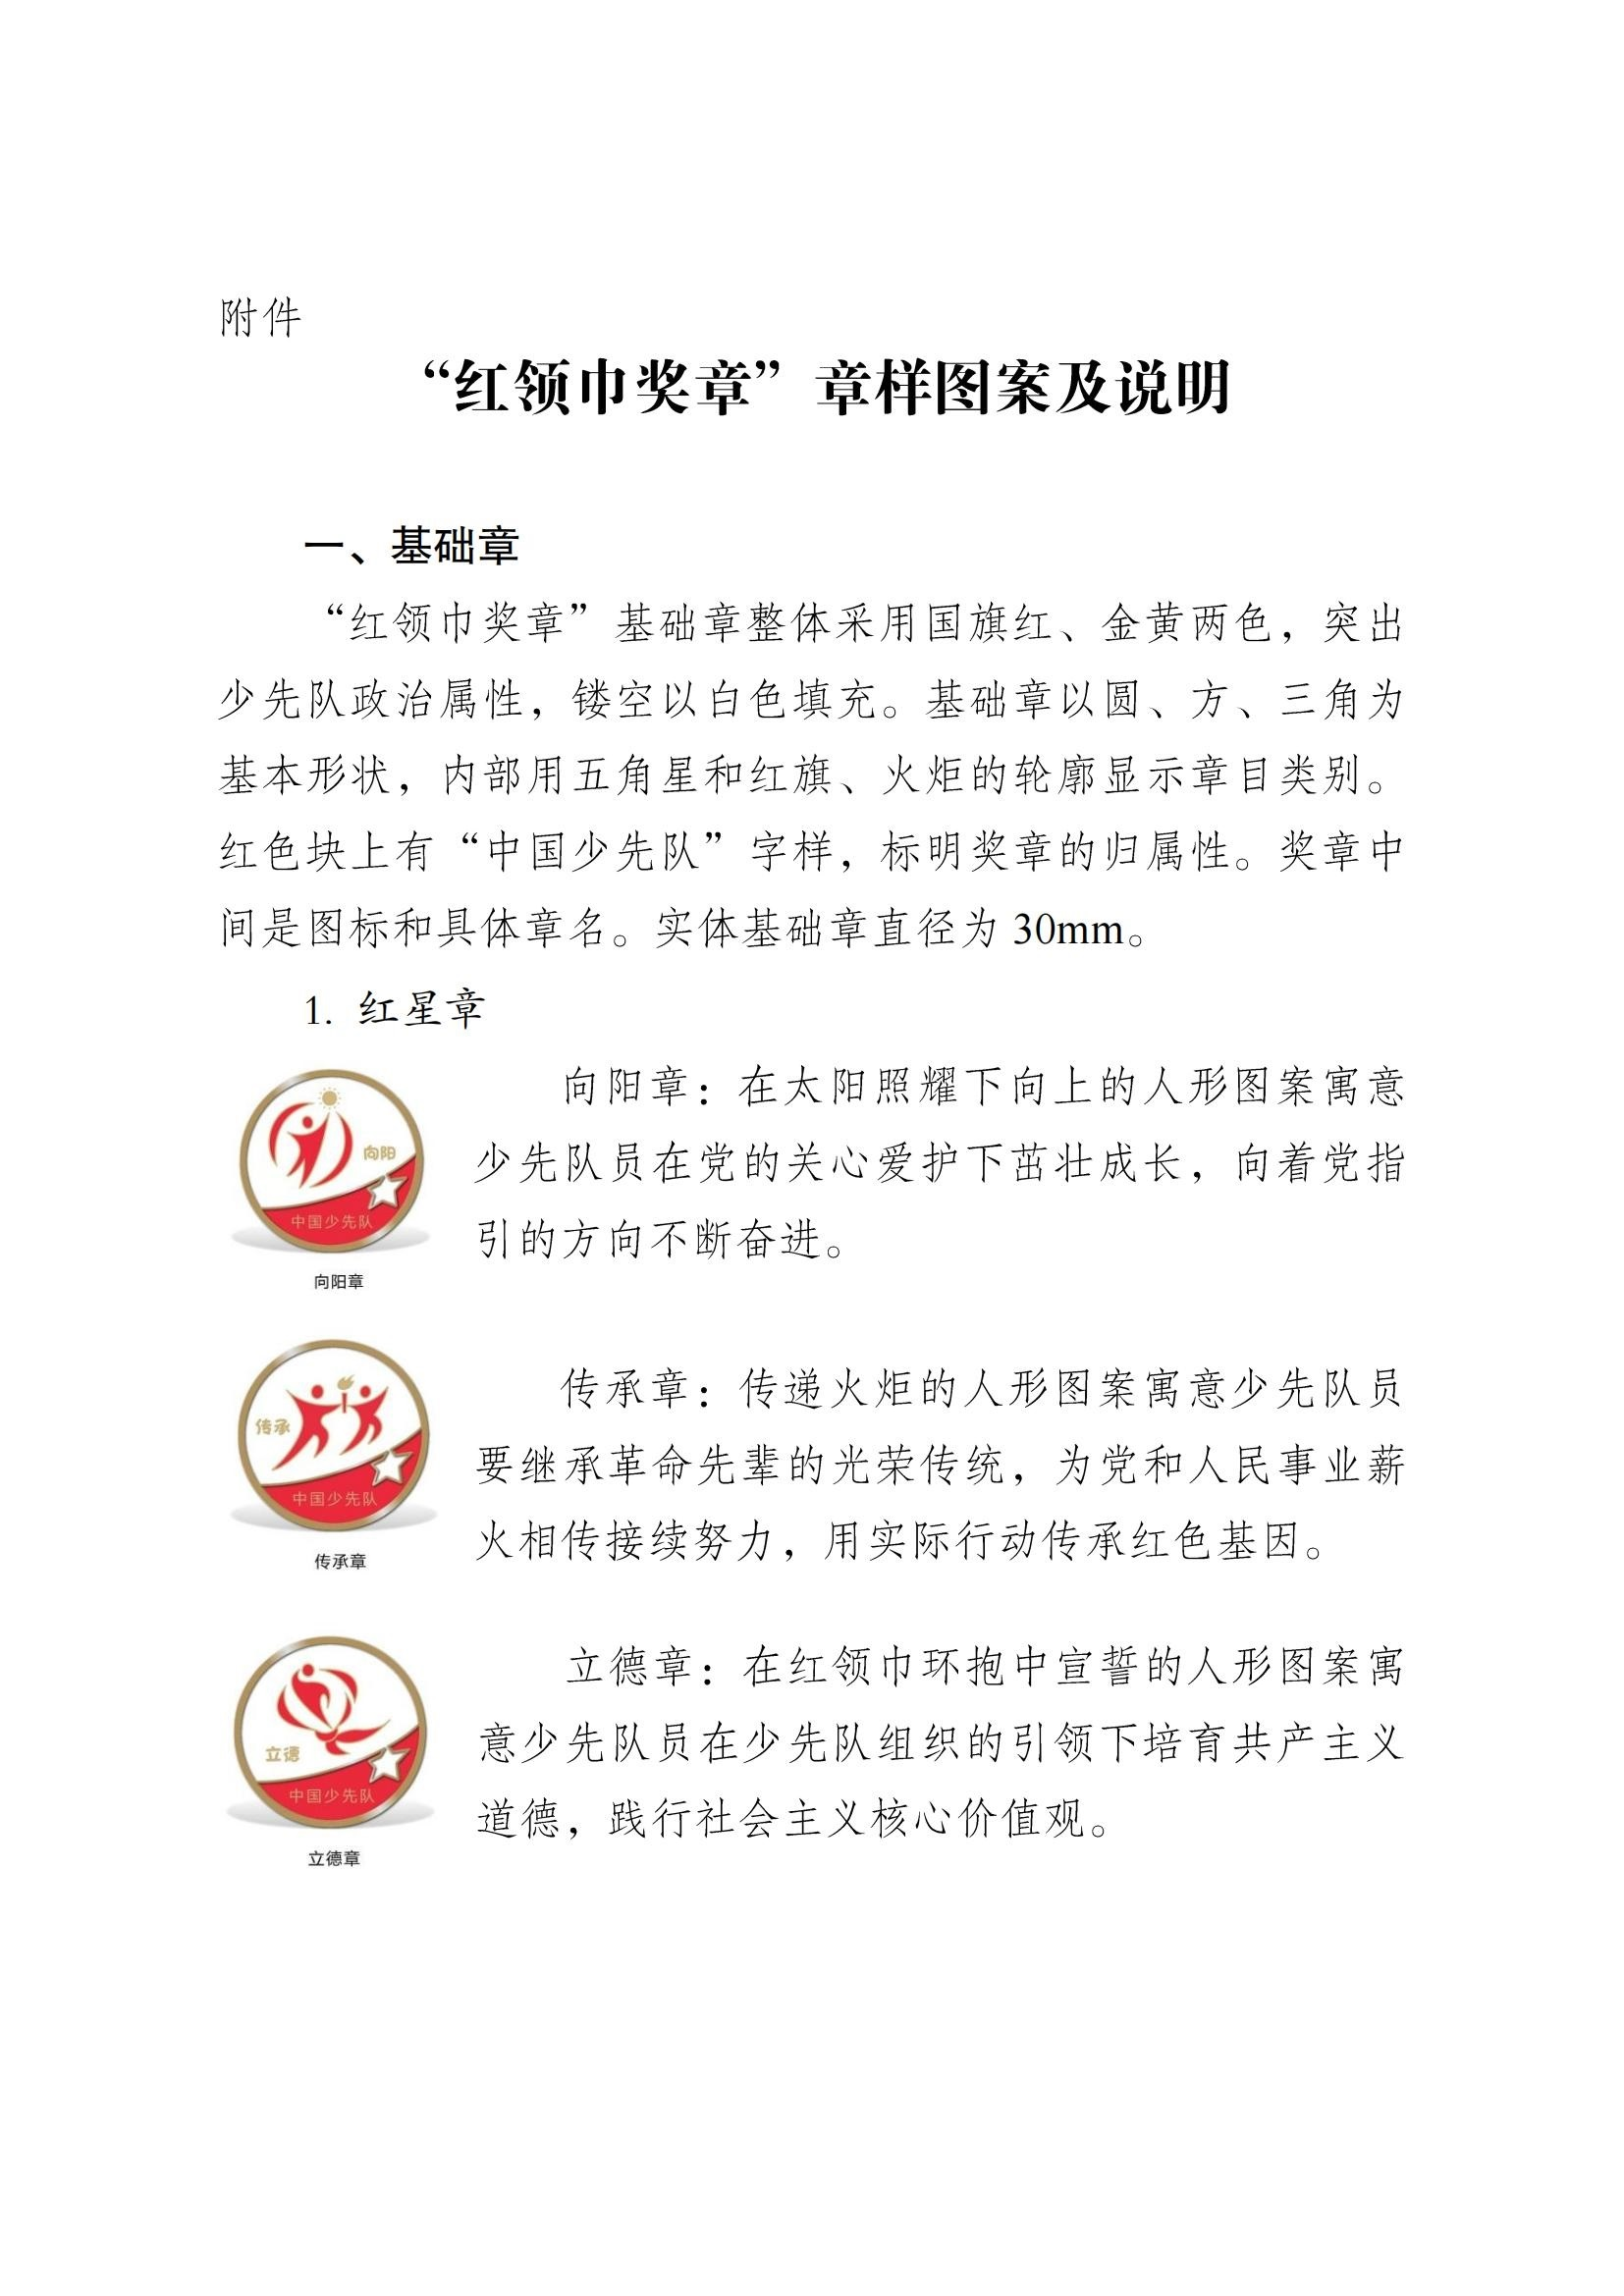 附件
“红领巾奖章”章样图案及说明
一、基础章
“红领巾奖章”基础章整体采用国旗红、金黄两色，突出
少先队政治属性，镂空以白色填充。基础章以圆、方、三角为
基本形状，内部用五角星和红旗、火炬的轮廓显示章目类别。
红色块上有“中国少先队”字样，标明奖章的归属性。奖章中
间是图标和具体章名。实体基础章直径为 30mm。
1. 红星章
向阳
中国少先队
向阳章
向阳章：在太阳照耀下向上的人形图案寓意
少先队员在党的关心爱护下茁壮成长，向着党指
引的方向不断奋进。
传承
中国少先队
传承章
传承章：传递火炬的人形图案寓意少先队员
要继承革命先辈的光荣传统，为党和人民事业薪
火相传接续努力，用实际行动传承红色基因。
立德
中国少先队
立德章
立德章：在红领巾环抱中宣誓的人形图案寓
意少先队员在少先队组织的引领下培育共产主义
道德，践行社会主义核心价值观。